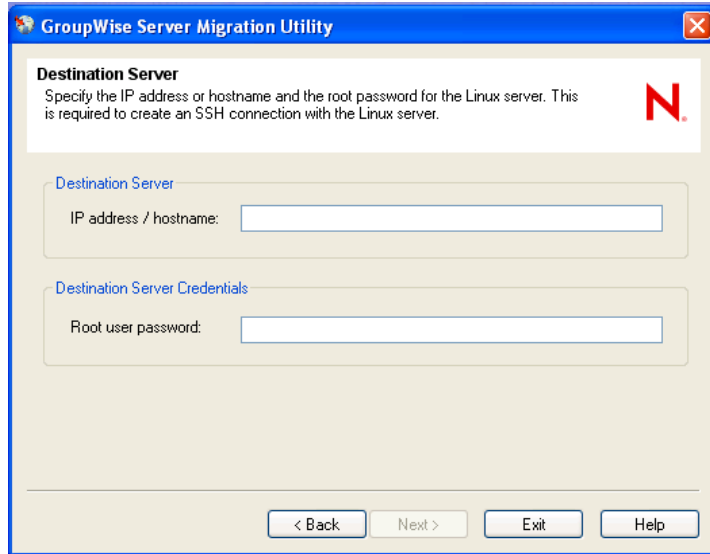 GroupWise Server Migration Utility
Destination Server
Specify the IP address or hostname and the root password for the Linux server. This
is required to create an SSH connection with the Linux server.
N®
Destination Server
IP address / hostname:
Destination Server Credentials
Root user password:
< Back
Next >
Exit
Help